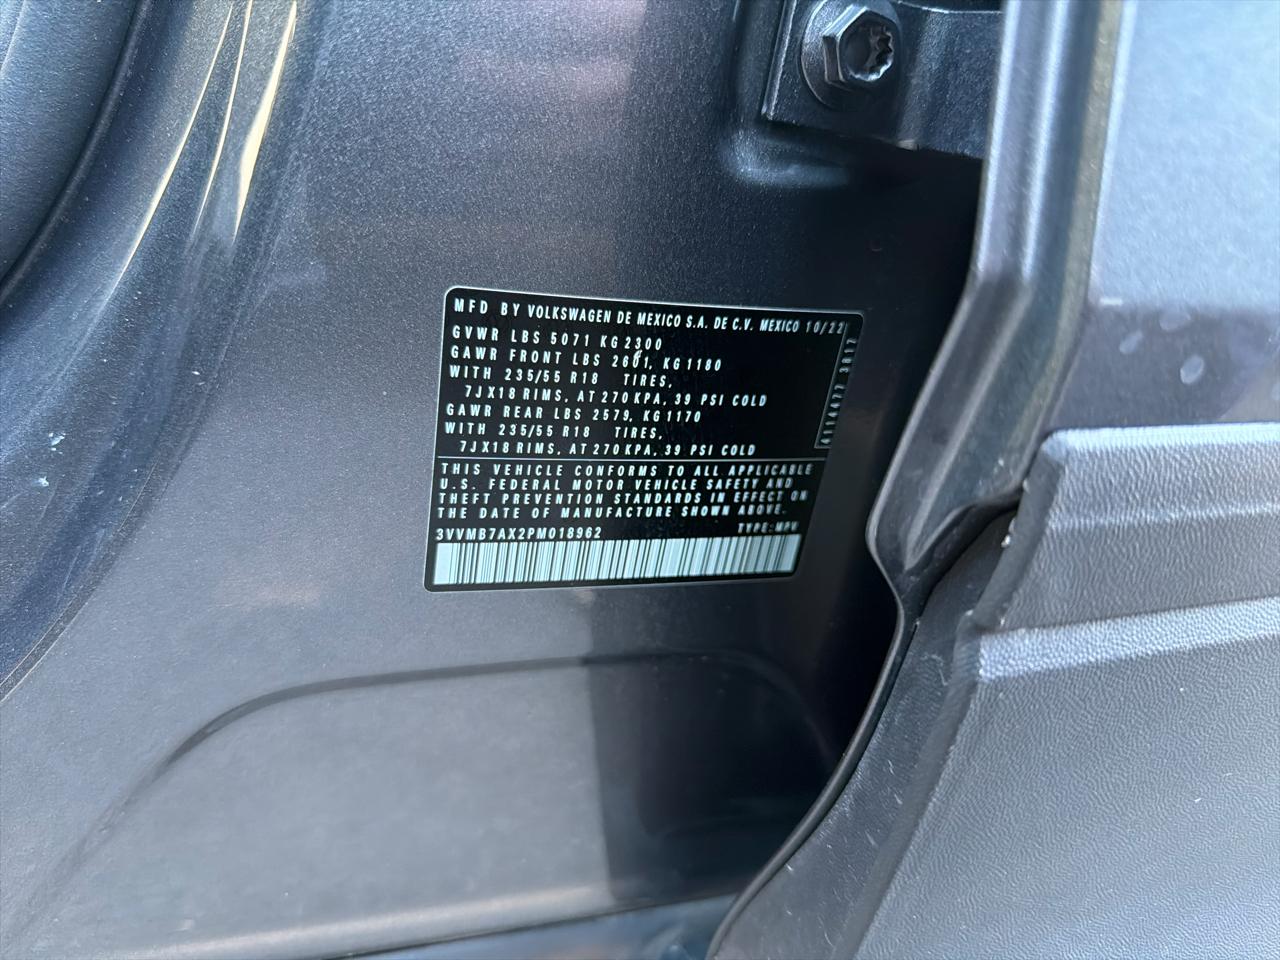 MFD BY VOLKSWAGEN DE MEXICO S.A. DE C.V. MEXICO 10/22
GVWR LBS 5071 KG 2300
GAWR FRONT LBS 2601, KG 1180
WITH 235/55 R18 TIRES,
7JX18 RIMS, AT 270 KPA, 39 PSI COLD
GAWR REAR LBS 2579, KG 1170
WITH 235/55 R18 TIRES,
7JX18 RIMS, AT 270 KPA, 39 PSI COLD
4114477 3017
THIS VEHICLE CONFORMS TO ALL APPLICABLE
U.S. FEDERAL MOTOR VEHICLE SAFETY AND
THEFT PREVENTION STANDARDS IN EFFECT ON
THE DATE OF MANUFACTURE SHOWN ABOVE.
3VVMB7AX2PM018962 TYPE: MPV